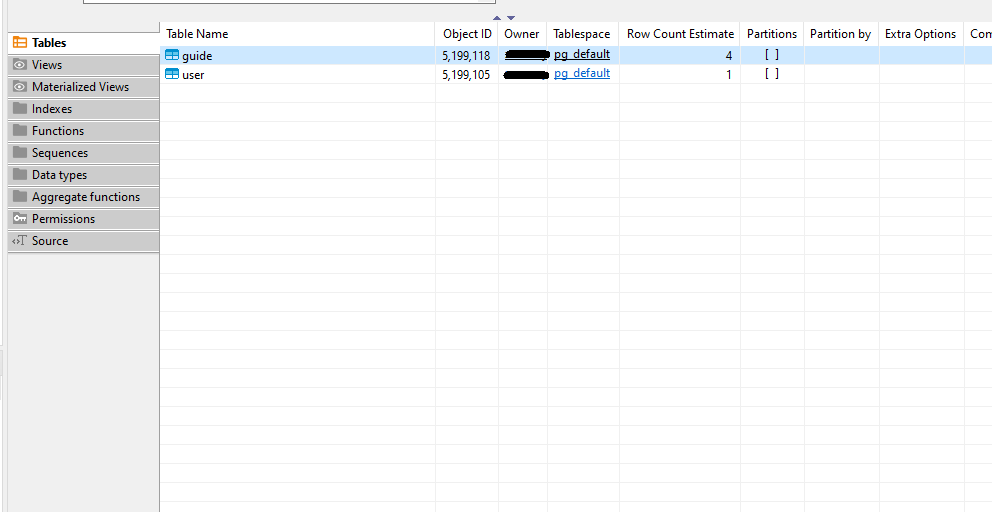 Table Name Object ID Owner Tablespace Row Count Estimate Partitions Partition by Extra Options Com
Tables
guide 5,199,118 pg_default 4 [ ]
Views
user 5,199,105 pg_default 1 [ ]
Materialized Views
Indexes
Functions
Sequences
Data types
Aggregate functions
Permissions
Source